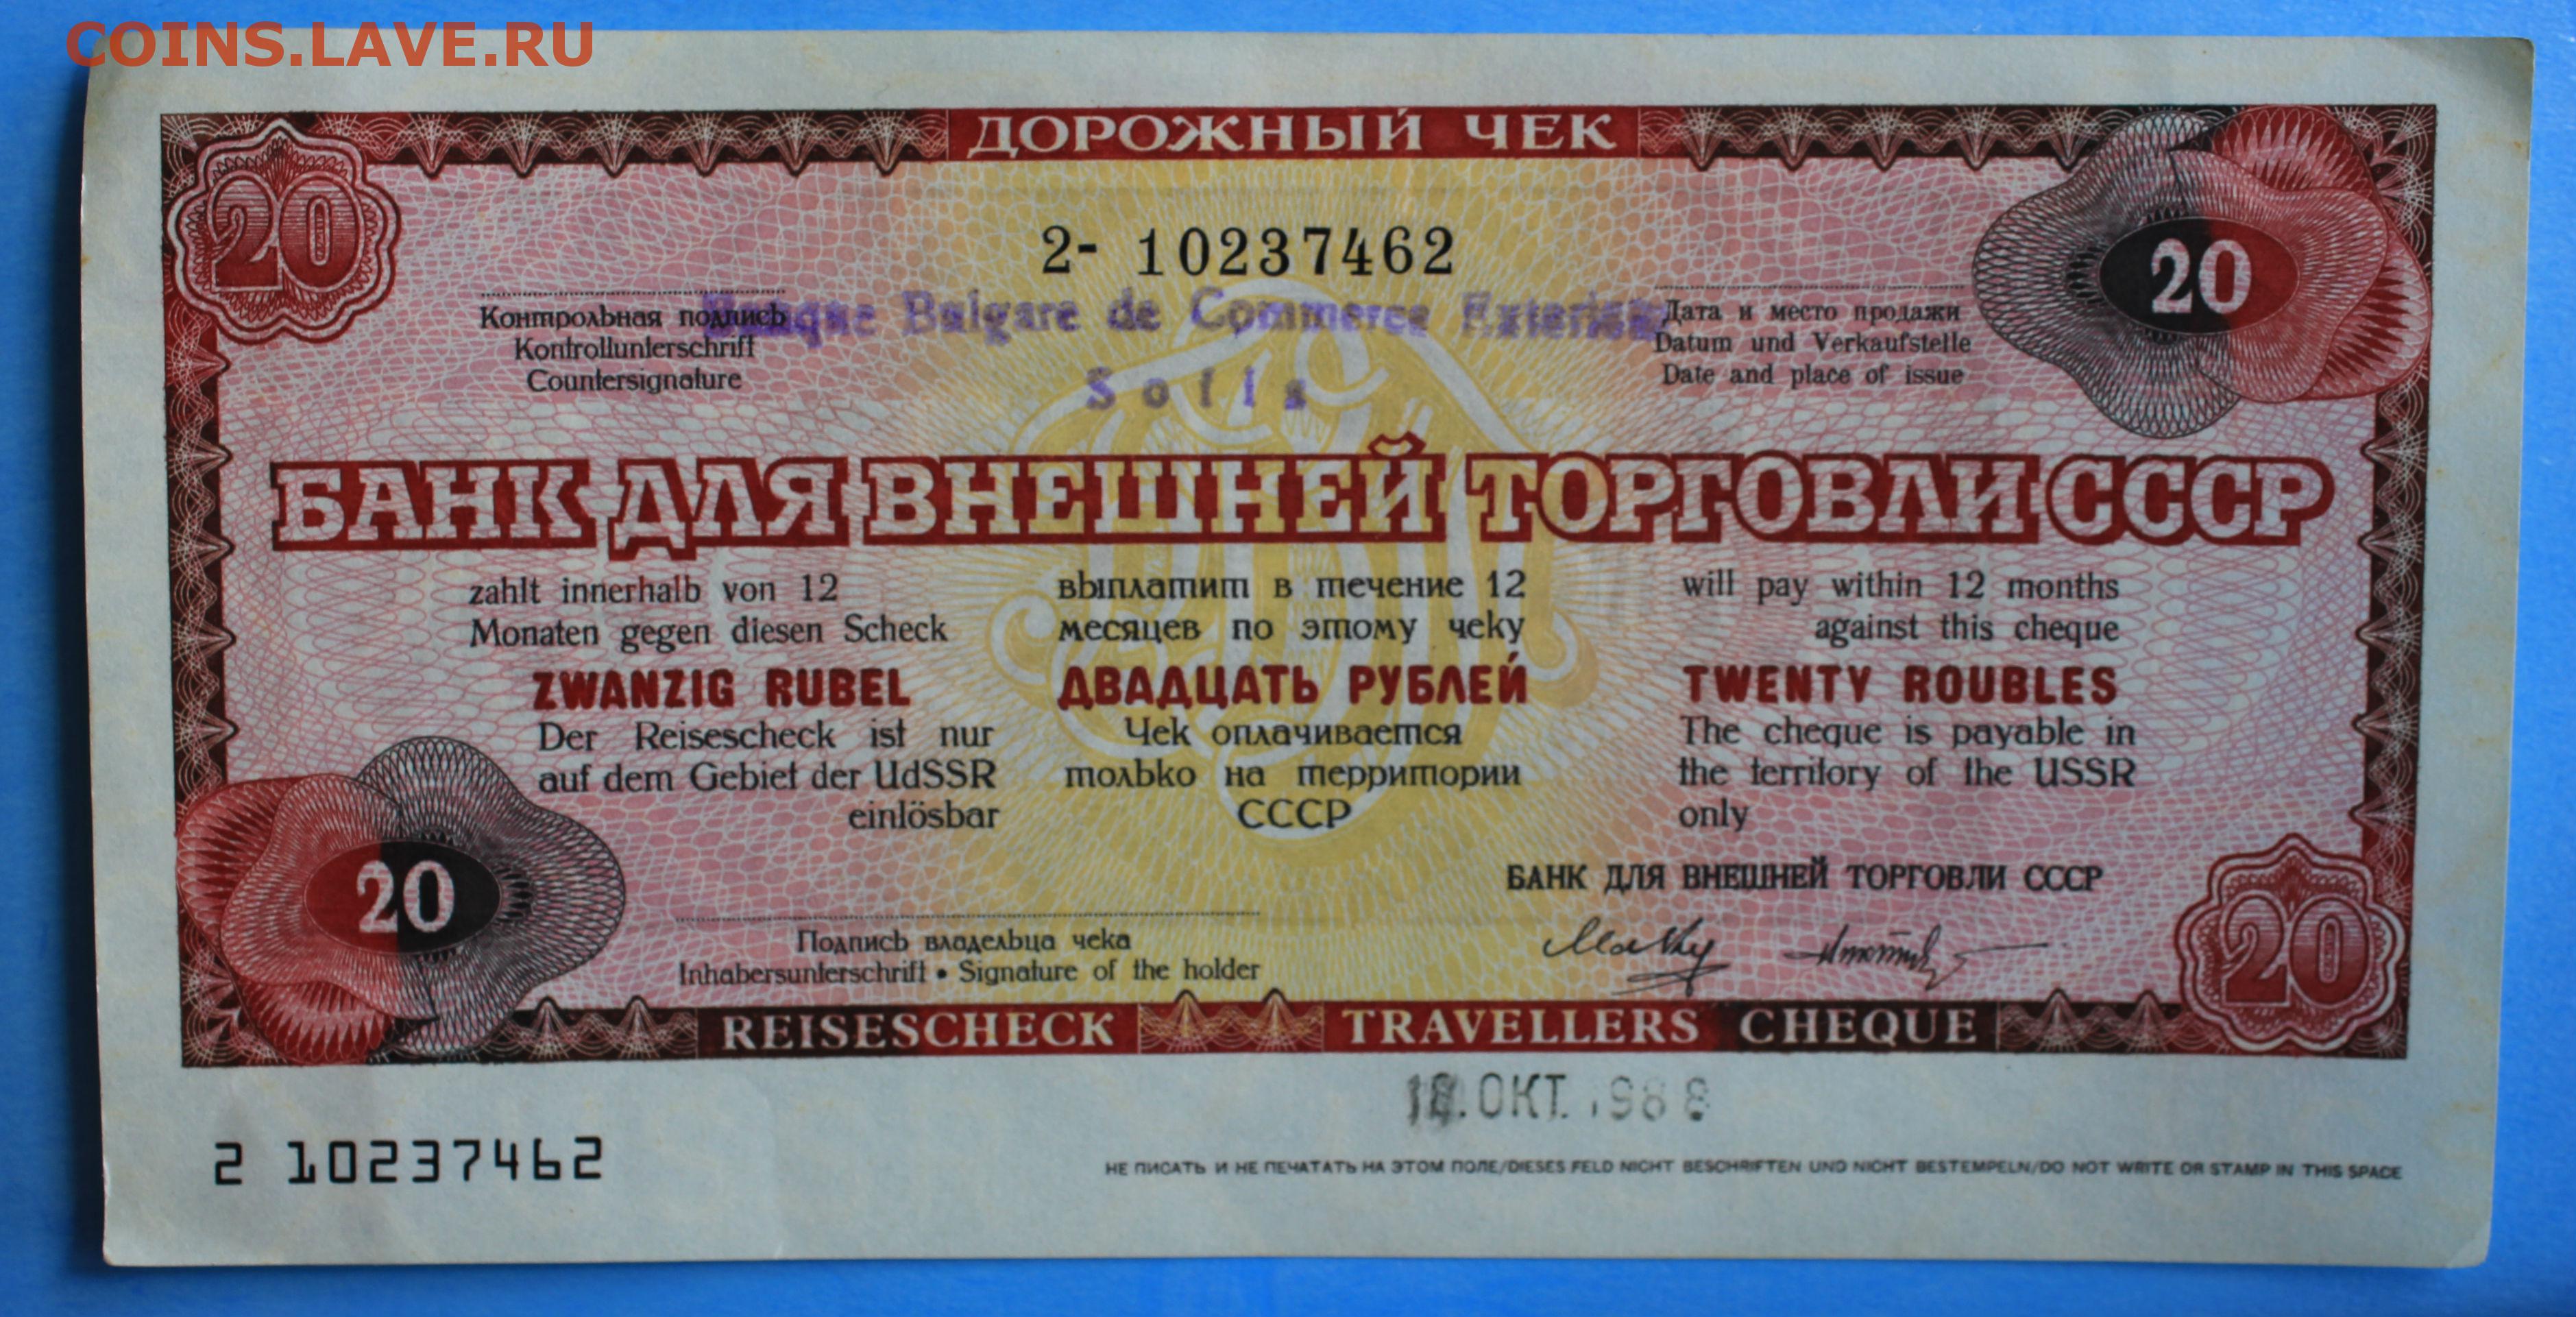 COINS.LAVE.RU
ДОРОЖНЫЙ ЧЕК
20
20
2- 10237462
Banque Bulgare de Commerce
Sofia
Контрольная подпись
Kontrollunterschrift
Countersignature
Дата и место продажи
Datum und Verkaufstelle
Date and place of issue
БАНК ДЛЯ ВНЕШНЕЙ ТОРГОВЛИ СССР
zahlt innerhalb von 12
Monaten gegen diesen Scheck
ZWANZIG RUBEL
Der Reisescheck ist nur
auf dem Gebiet der UdSSR
einlösbar
выплатит в течение 12
месяцев по этому чеку
ДВАДЦАТЬ РУБЛЕЙ
Чек оплачивается
только на территории
СССР
will pay within 12 months
against this cheque
TWENTY ROUBLES
The cheque is payable in
the territory of the USSR
only
20
БАНК ДЛЯ ВНЕШНЕЙ ТОРГОВЛИ СССР
Подпись владельца чека
Inhabersunterschrift • Signature of the holder
20
REISESCHECK TRAVELLERS CHEQUE
ОКТ. 1988
2 10237462
НЕ ПИСАТЬ И НЕ ПЕЧАТАТЬ НА ЭТОМ ПОЛЕ/DIESES FELD NICHT BESCHRIFTEN UND NICHT BESTEMPELN/DO NOT WRITE OR STAMP IN THIS SPACE